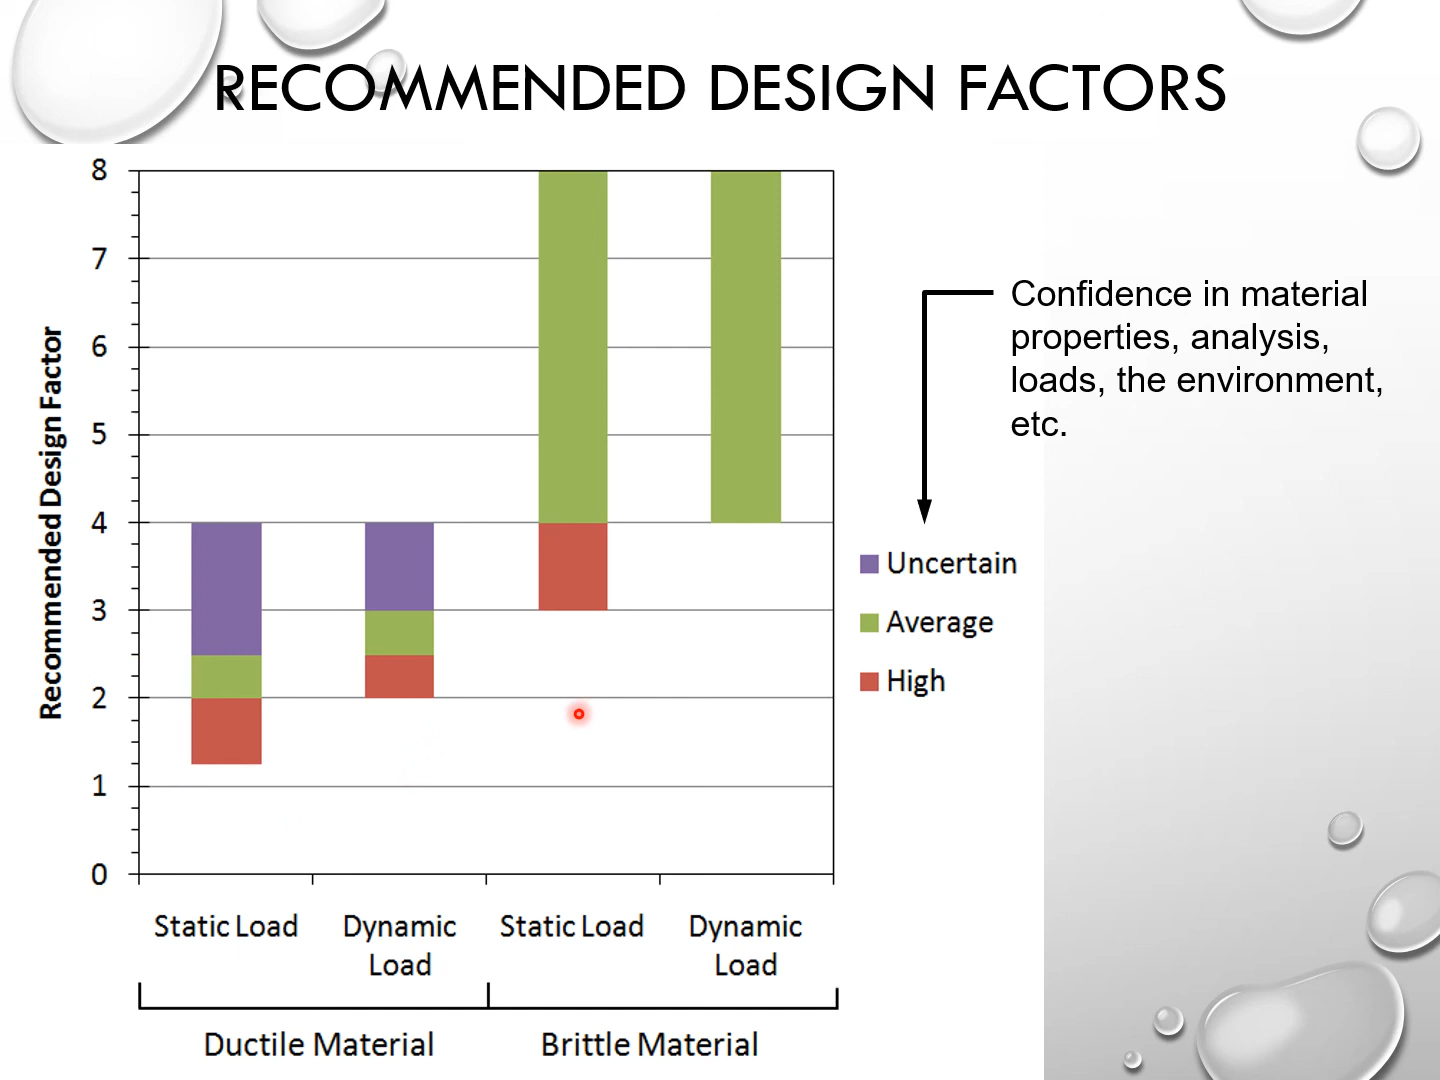 RECOMMENDED DESIGN FACTORS
8
7
6
5
4
3
2
1
0
Recommended Design Factor
Confidence in material
properties, analysis,
loads, the environment,
etc.
Uncertain
Average
High
Static Load
Dynamic
Load
Static Load
Dynamic
Load
Ductile Material
Brittle Material